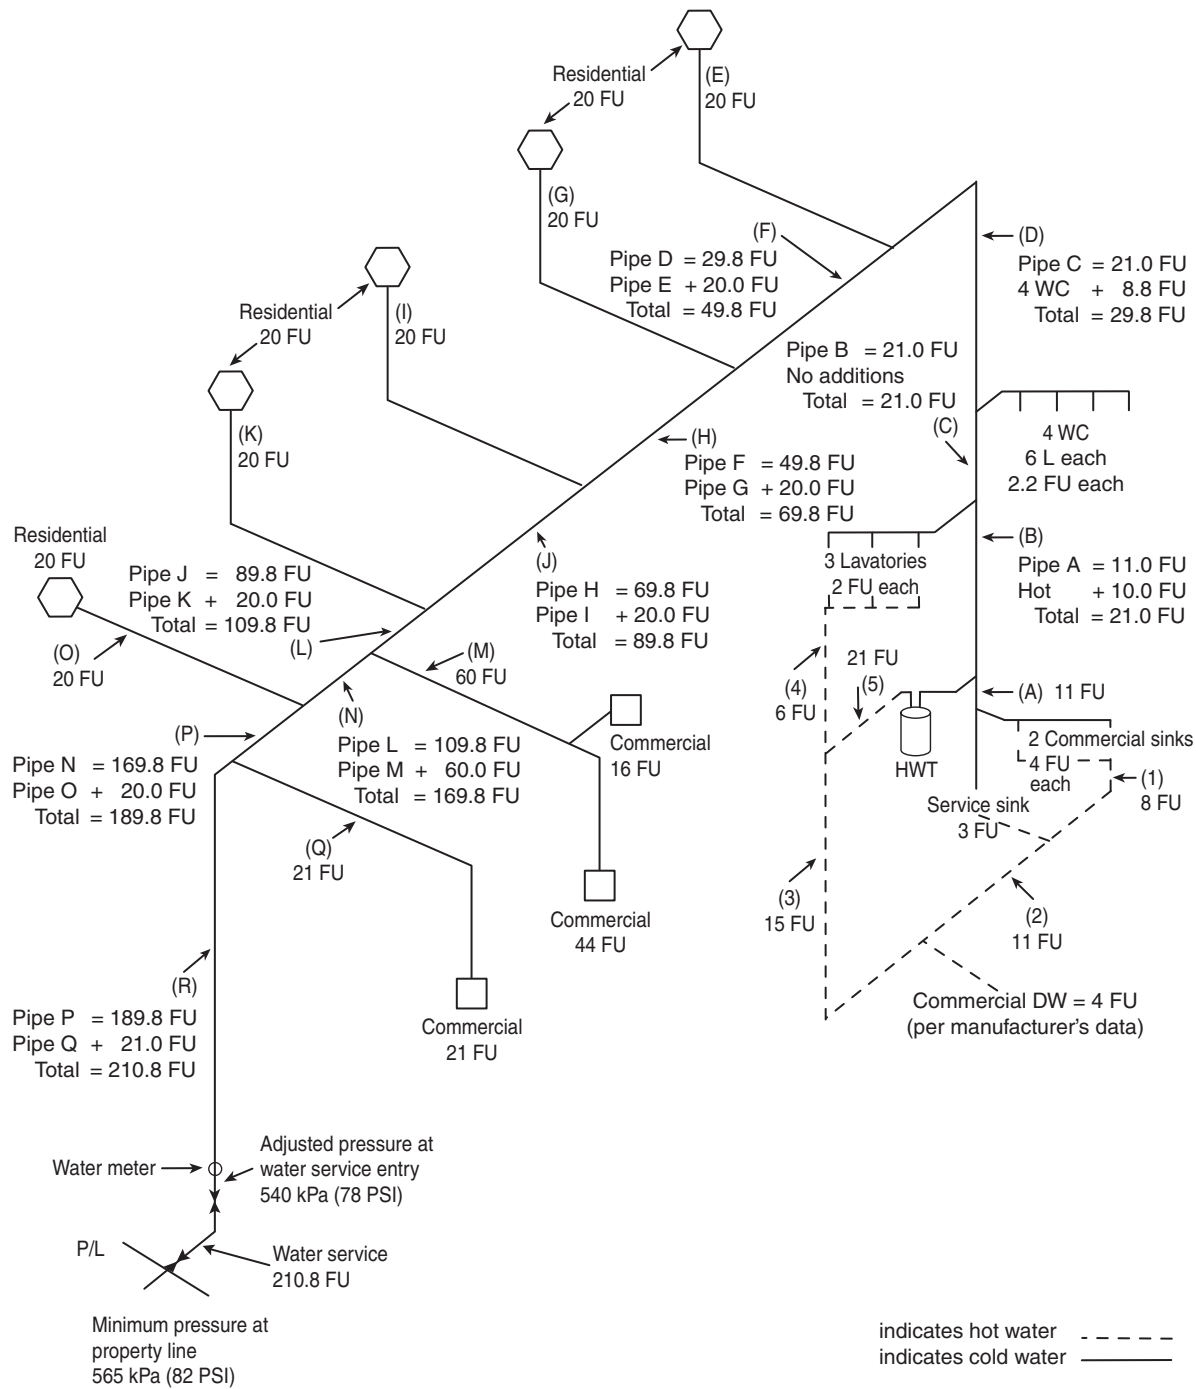 (E)
20 FU
Residential
20 FU
(G)
20 FU
(F)
Pipe D = 29.8 FU
Pipe E + 20.0 FU
Total = 49.8 FU
(D)
Pipe C = 21.0 FU
4 WC + 8.8 FU
Total = 29.8 FU
Residential
20 FU
(I)
20 FU
Pipe B = 21.0 FU
No additions
Total = 21.0 FU
(C)
4 WC
6 L each
2.2 FU each
(K)
20 FU
(H)
Pipe F = 49.8 FU
Pipe G + 20.0 FU
Total = 69.8 FU
Residential
20 FU
3 Lavatories
2 FU each
(B)
Pipe A = 11.0 FU
Hot + 10.0 FU
Total = 21.0 FU
Pipe J = 89.8 FU
Pipe K + 20.0 FU
Total = 109.8 FU
(L)
(J)
Pipe H = 69.8 FU
Pipe I + 20.0 FU
Total = 89.8 FU
(O)
20 FU
(M)
60 FU
(4)
6 FU
21 FU
(5)
HWT
(A) 11 FU
2 Commercial sinks
4 FU
each
(1)
8 FU
Service sink
3 FU
(N)
Pipe L = 109.8 FU
Pipe M + 60.0 FU
Total = 169.8 FU
Commercial
16 FU
(P)
Pipe N = 169.8 FU
Pipe O + 20.0 FU
Total = 189.8 FU
(Q)
21 FU
Commercial
44 FU
(3)
15 FU
(2)
11 FU
Commercial DW = 4 FU
(per manufacturer's data)
(R)
Pipe P = 189.8 FU
Pipe Q + 21.0 FU
Total = 210.8 FU
Commercial
21 FU
Water meter
Adjusted pressure at
water service entry
540 kPa (78 PSI)
P/L
Water service
210.8 FU
Minimum pressure at
property line
565 kPa (82 PSI)
indicates hot water
indicates cold water